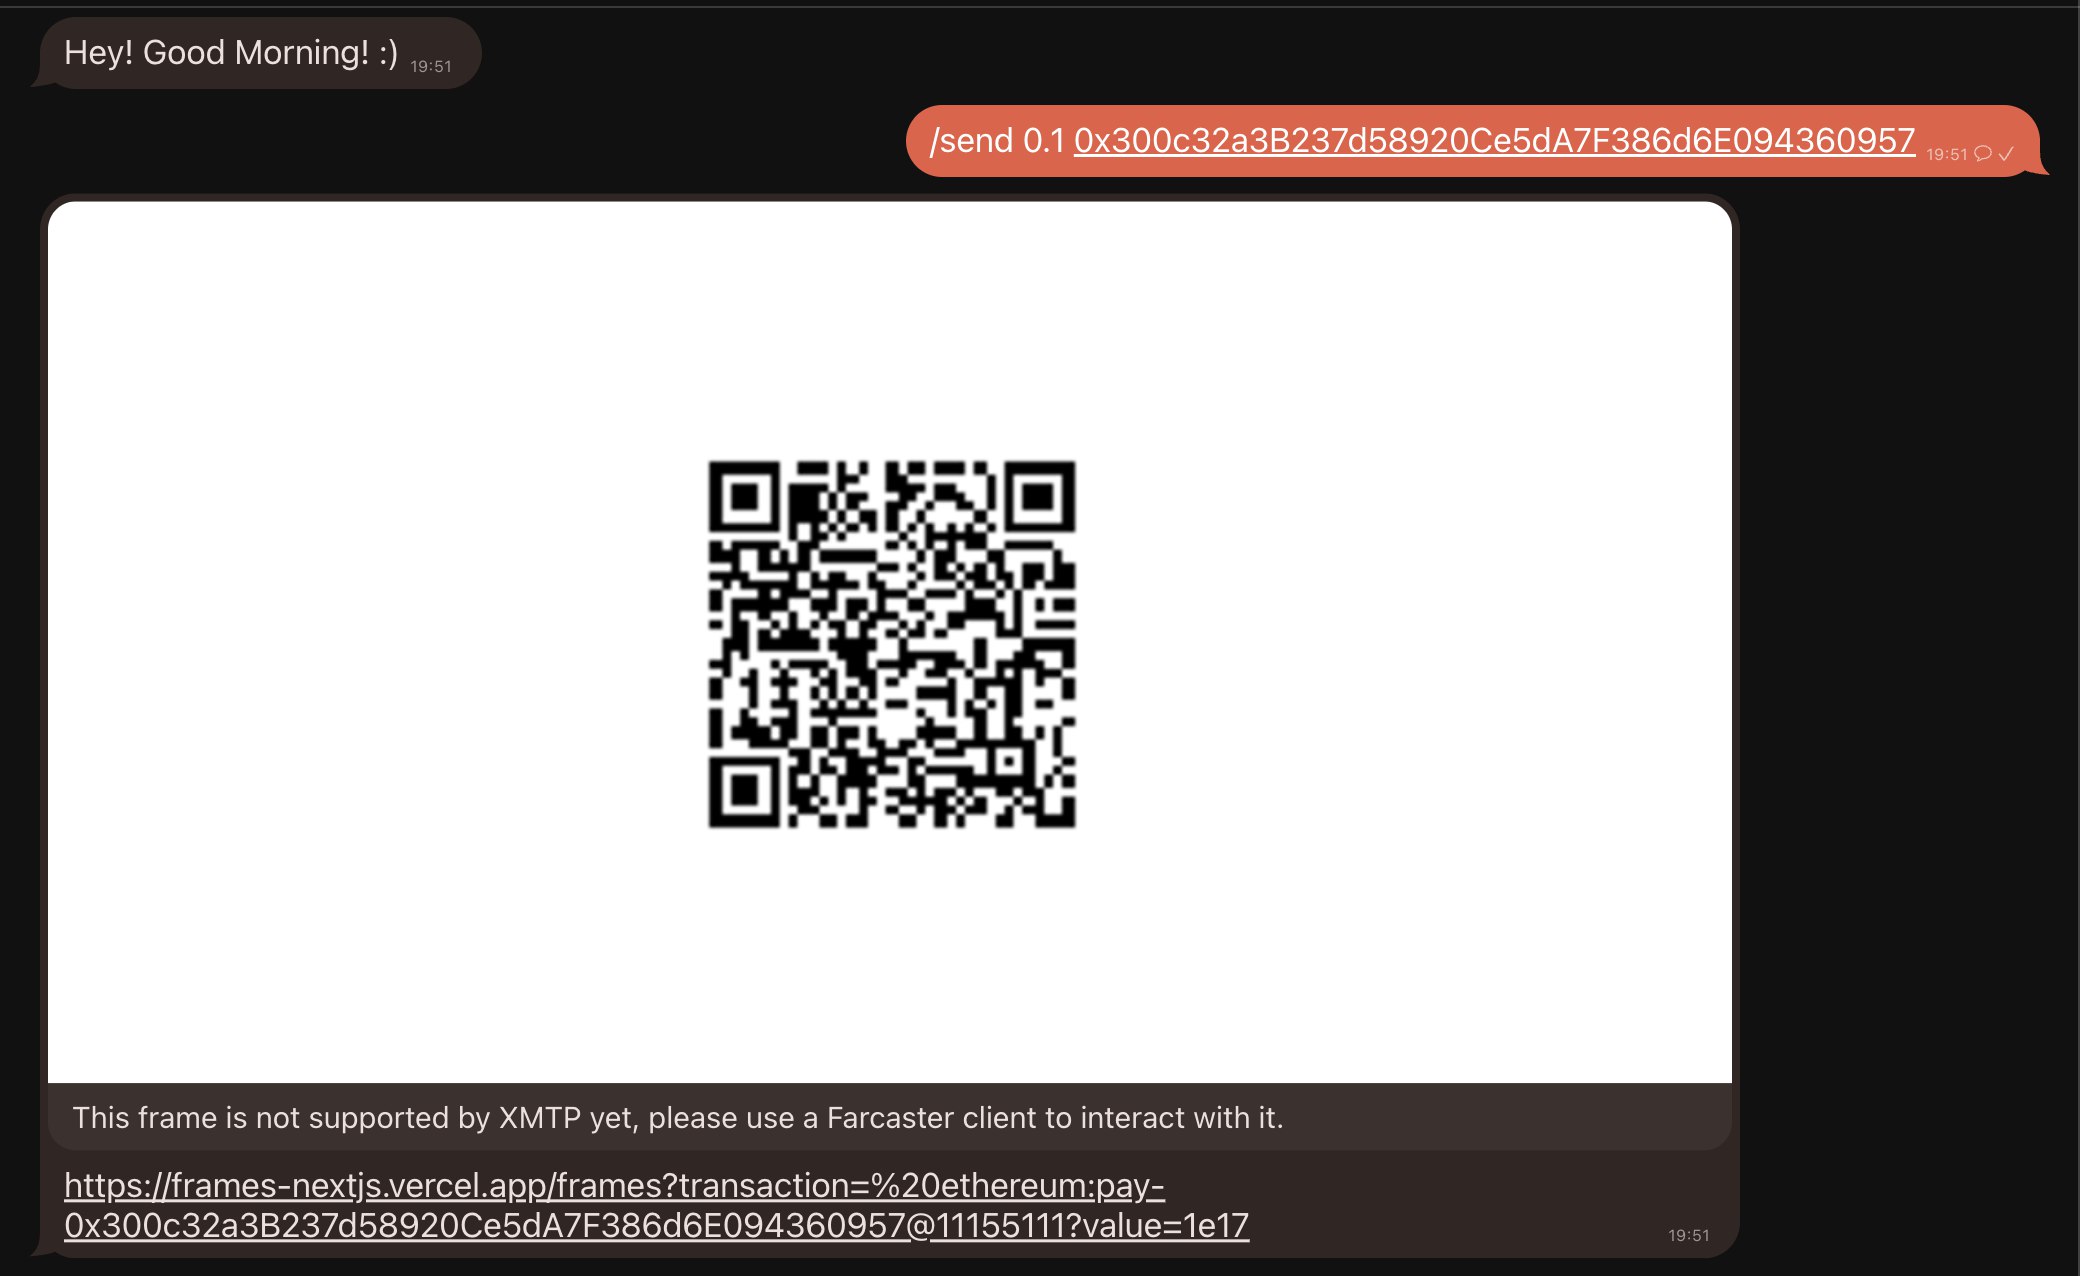 Hey! Good Morning! :) 19:51
/send 0.1 0x300c32a3B237d58920Ce5dA7F386d6E094360957 19:51
This frame is not supported by XMTP yet, please use a Farcaster client to interact with it.
https://frames-nextjs.vercel.app/frames?transaction=%20ethereum:pay-
0x300c32a3B237d58920Ce5dA7F386d6E094360957@11155111?value=1e17 19:51